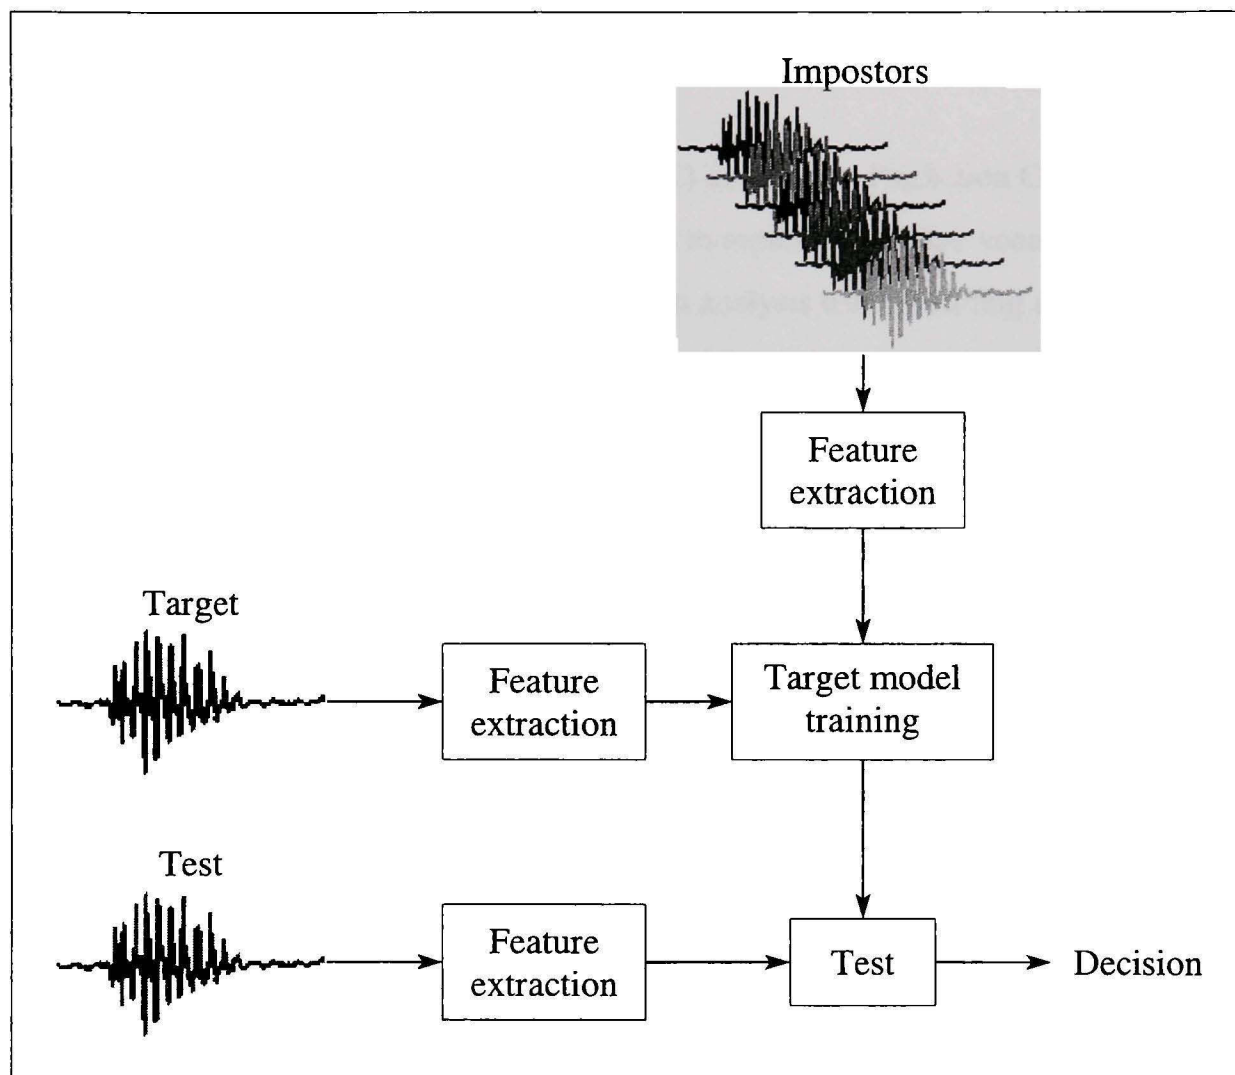 Impostors
Feature
extraction
Target
Feature
extraction
Target model
training
Test
Feature
extraction
Test
Decision